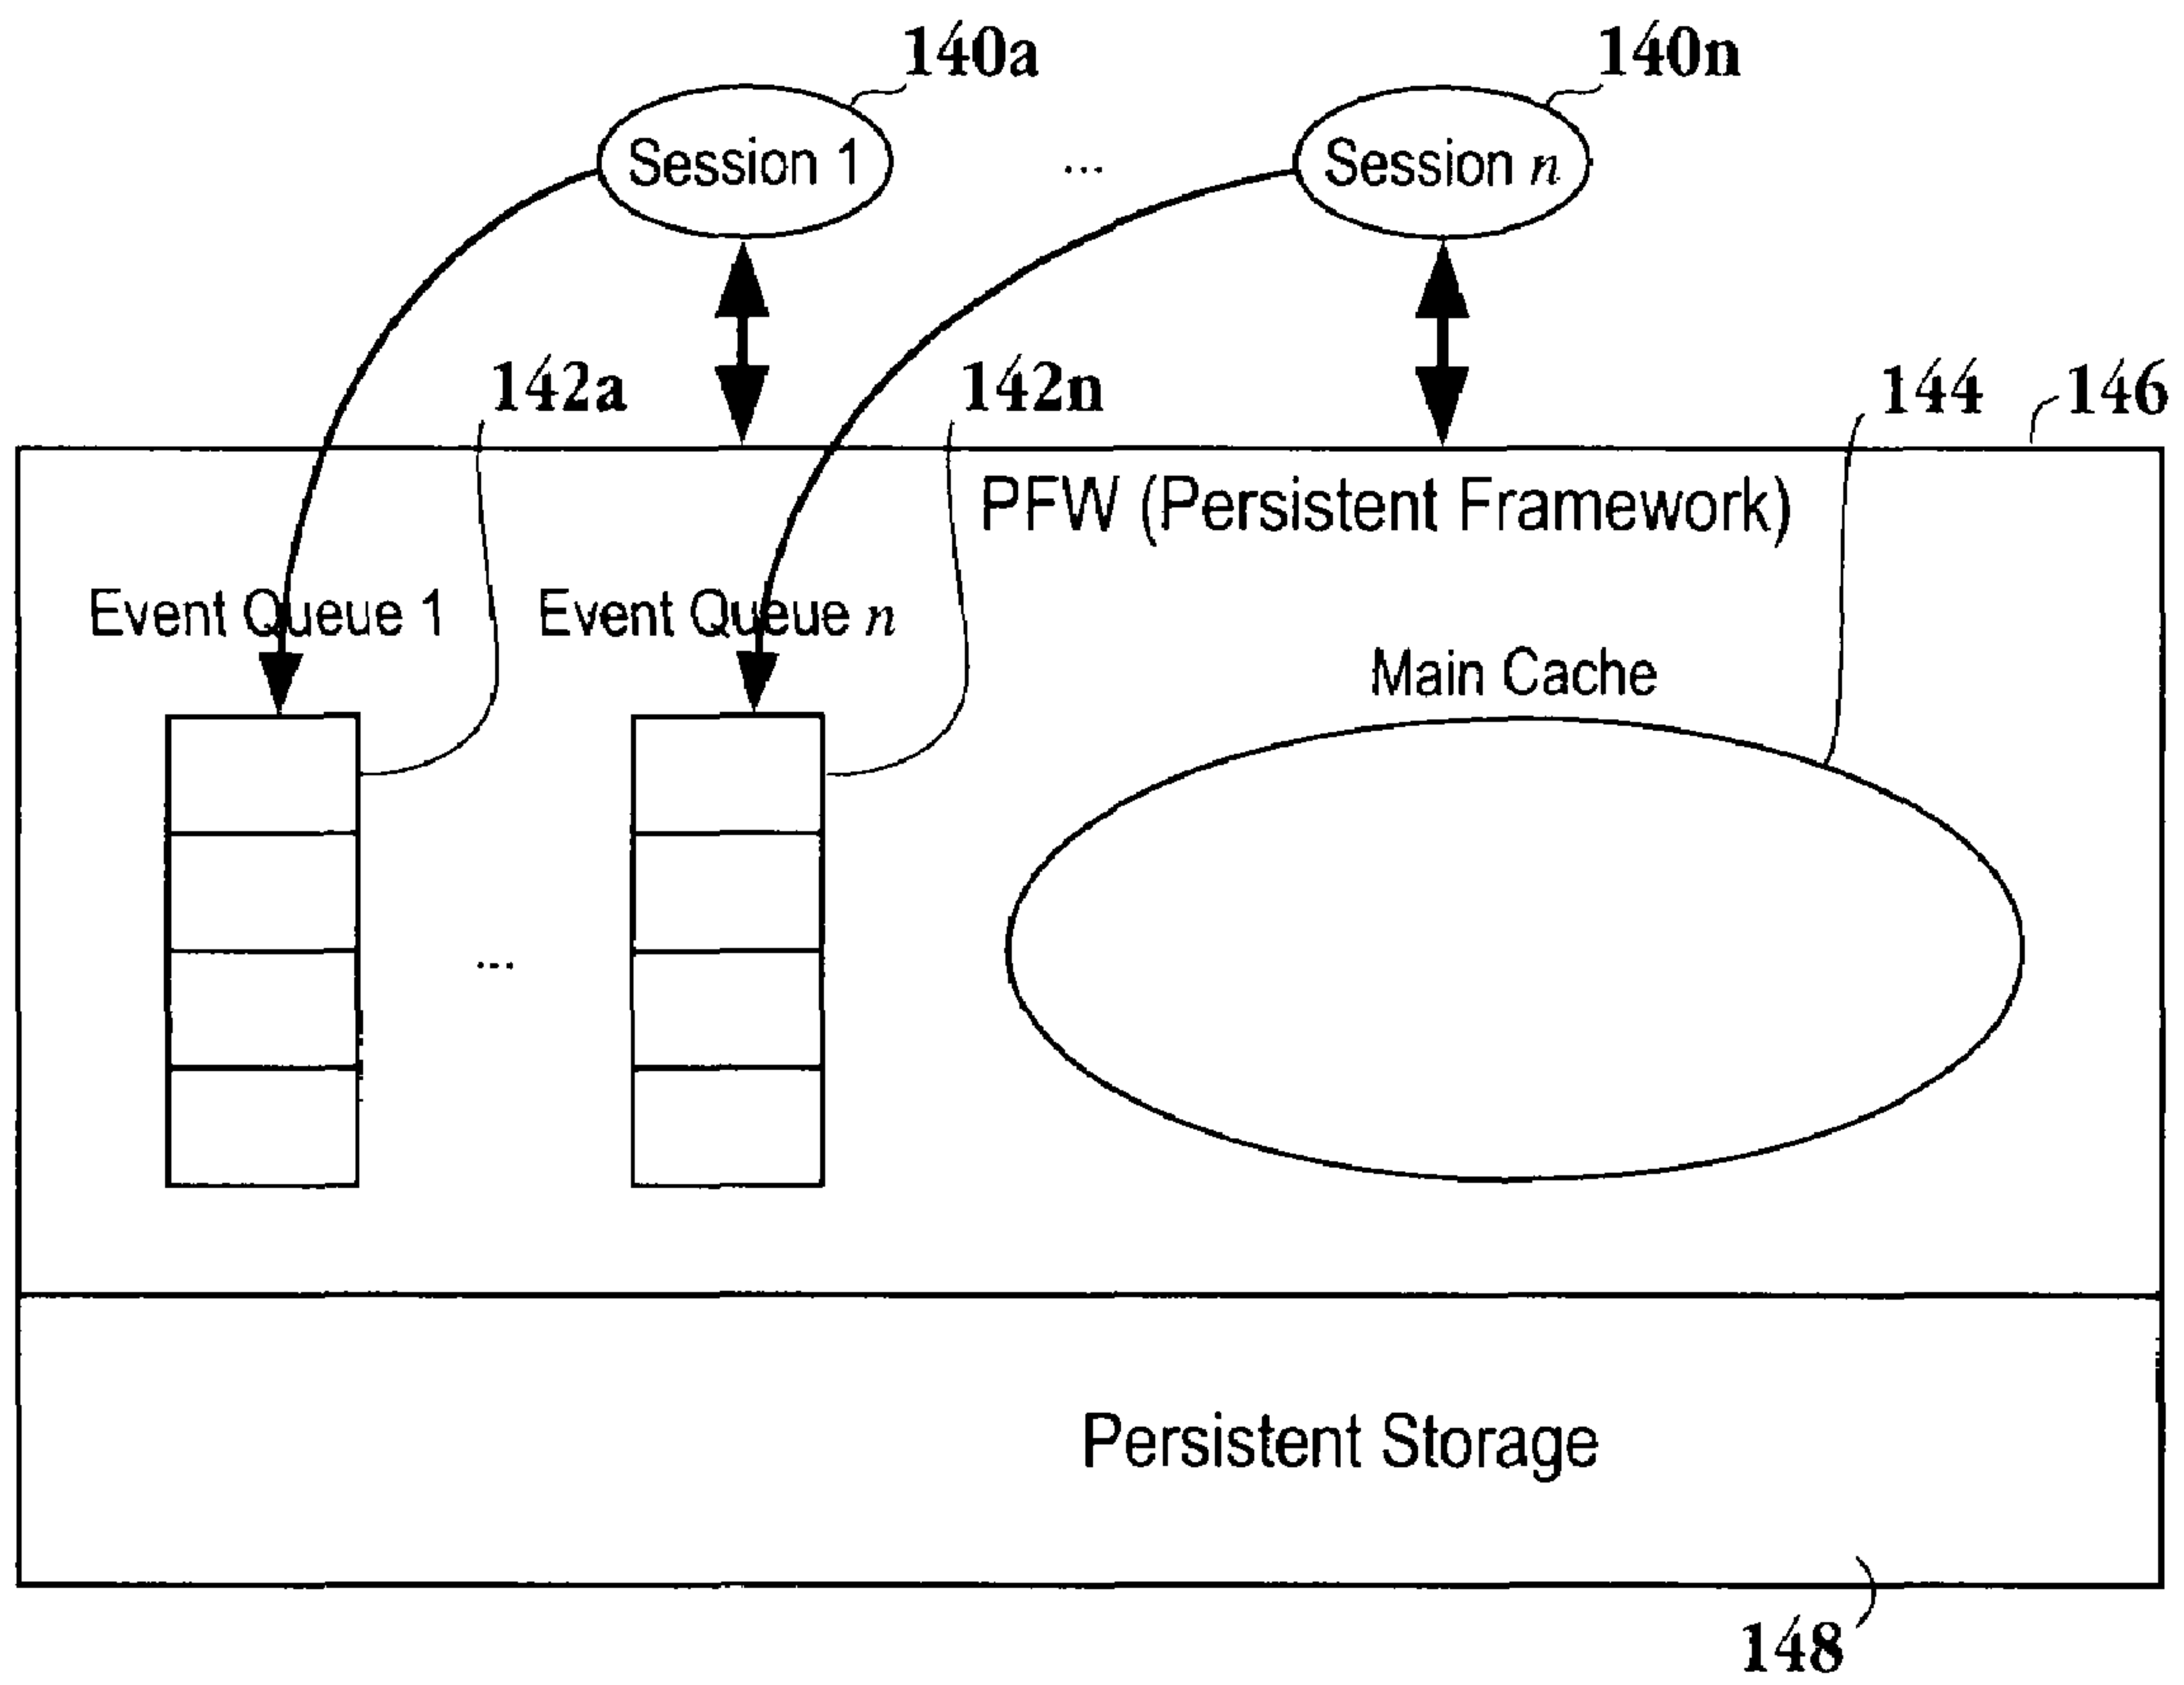 140a
140n
Session 1
...
Session n
142a
142n
144
146
PFW (Persistent Framework)
Event Queue 1
Event Queue n
Main Cache
...
Persistent Storage
148